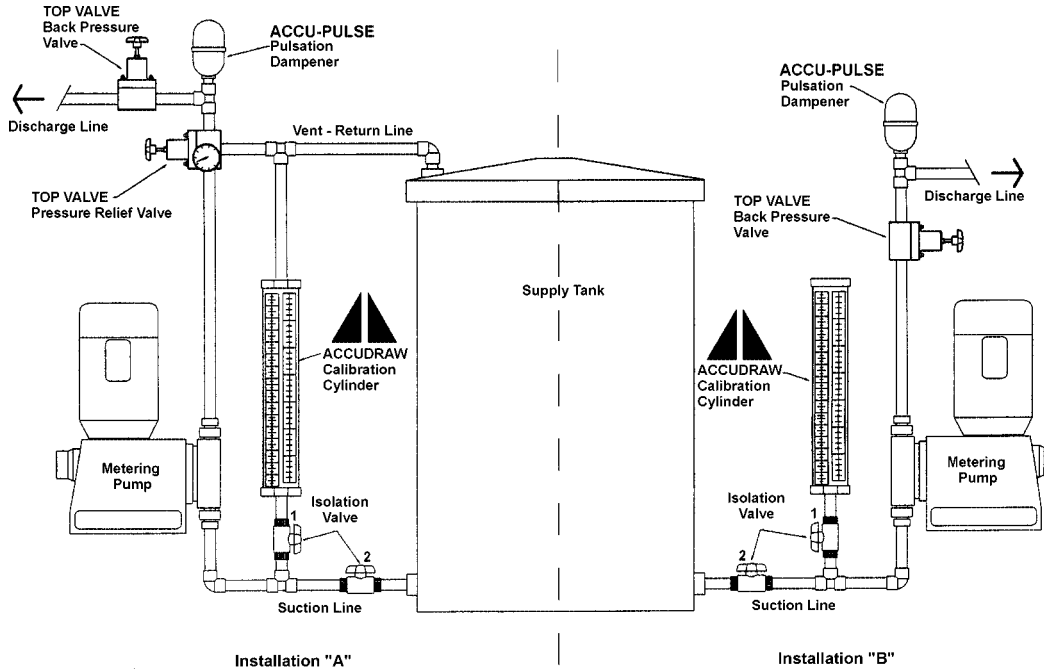 TOP VALVE
Back Pressure
Valve
ACCU-PULSE
Pulsation
Dampener
Discharge Line
Vent - Return Line
TOP VALVE
Pressure Relief Valve
ACCUDRAW
Calibration
Cylinder
Metering
Pump
Isolation
Valve
1
2
Suction Line
Installation "A"
Supply Tank
ACCU-PULSE
Pulsation
Dampener
Discharge Line
TOP VALVE
Back Pressure
Valve
ACCUDRAW
Calibration
Cylinder
Metering
Pump
Isolation
Valve
1
2
Suction Line
Installation "B"